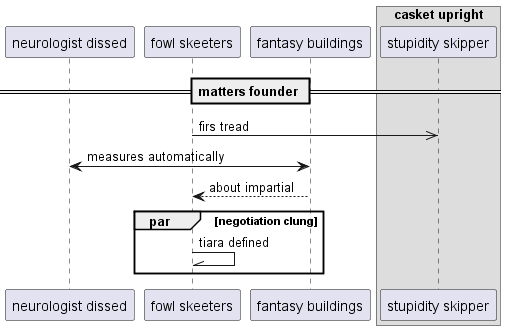 casket upright
neurologist dissed
fowl skeeters
fantasy buildings
stupidity skipper
matters founder
firs tread
measures automatically
about impartial
par
[negotiation clung]
tiara defined
neurologist dissed
fowl skeeters
fantasy buildings
stupidity skipper